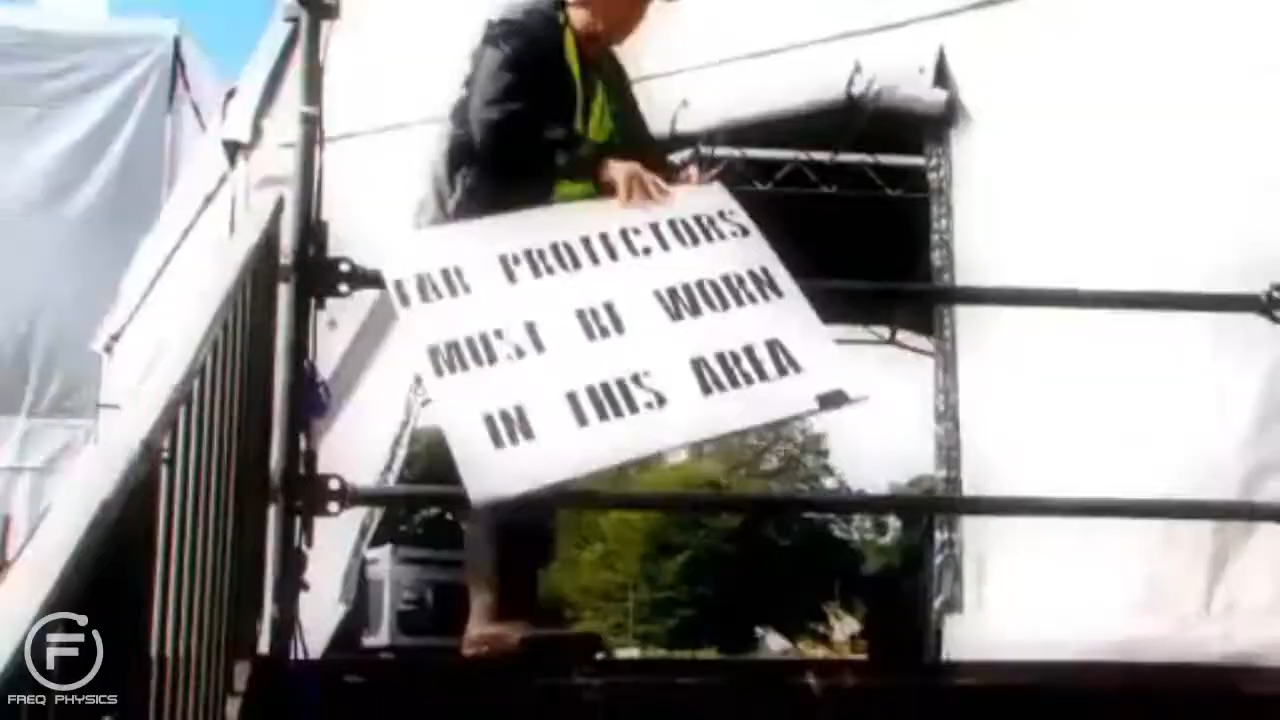 EAR PROTECTORS
MUST BE WORN
IN THIS AREA
F
FREQ PHYSICS